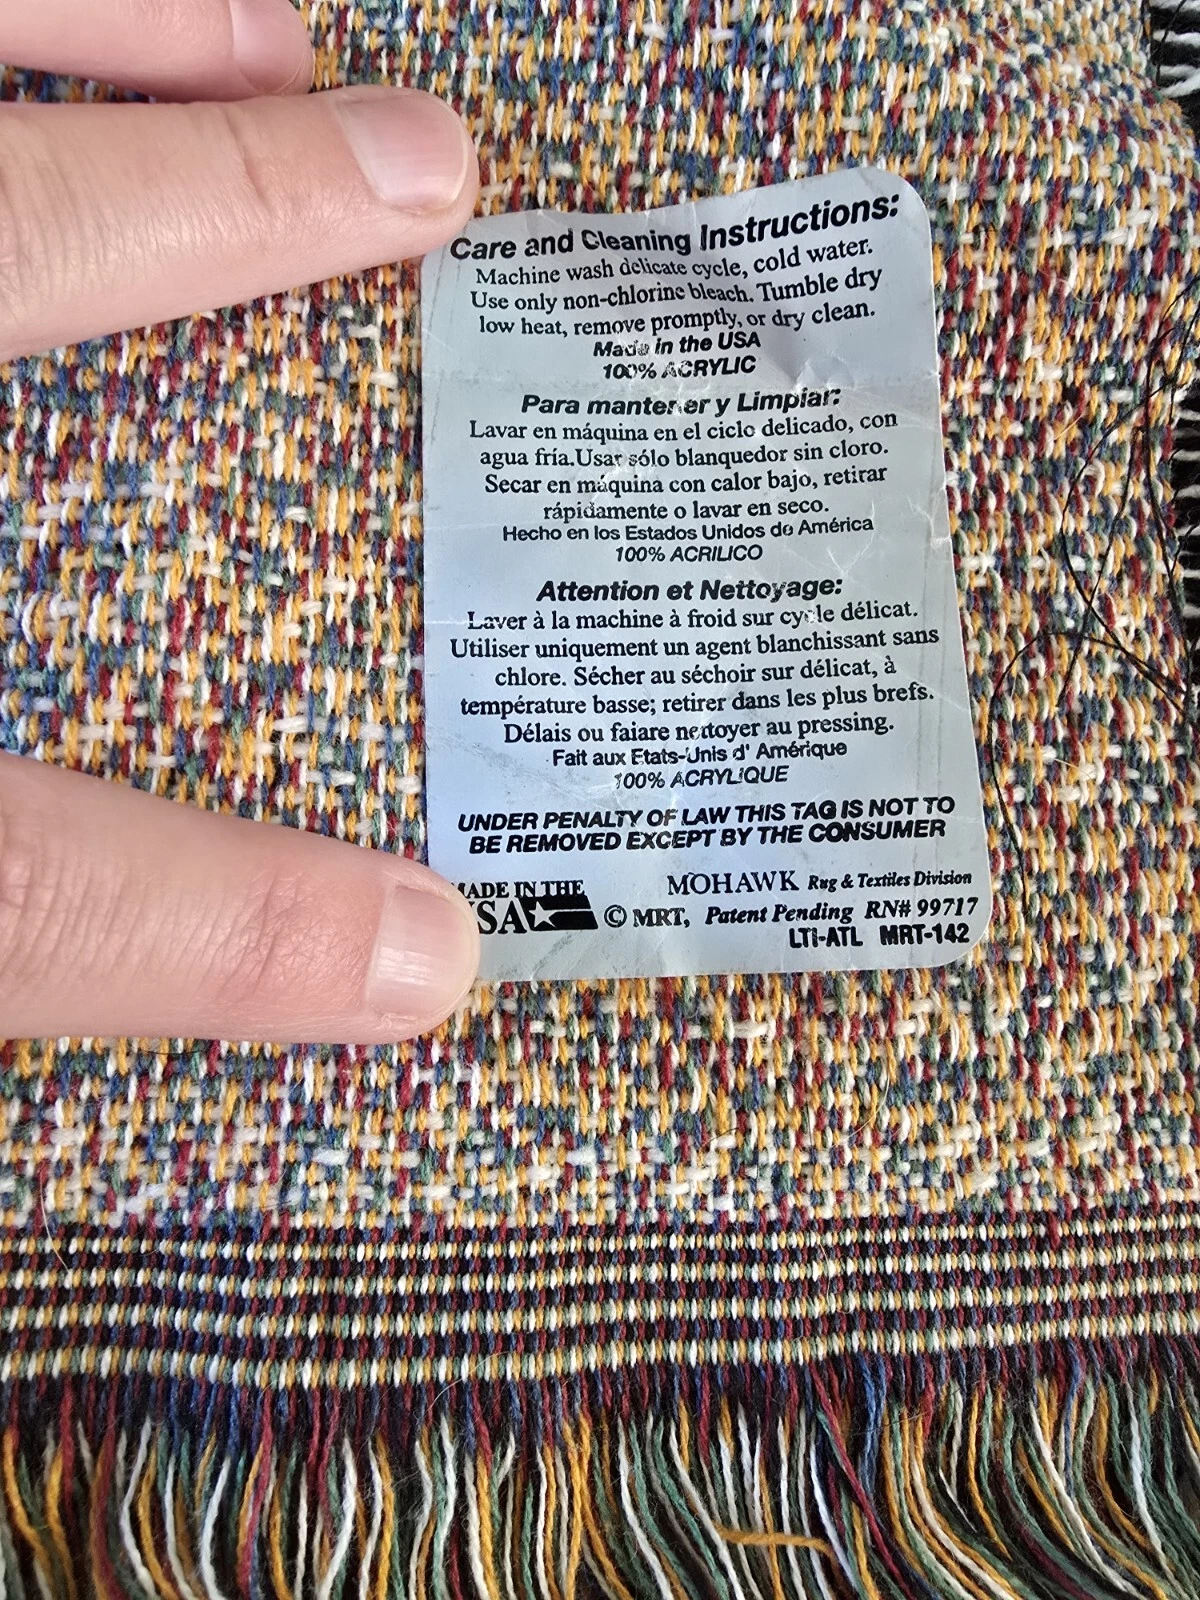 Care and Cleaning Instructions:
Machine wash delicate cycle, cold water.
Use only non-chlorine bleach. Tumble dry
low heat, remove promptly, or dry clean.
Made in the USA
100% ACRYLIC
Para mantener y Limpiar:
Lavar en máquina en el ciclo delicado, con
agua fría.Usar sólo blanquedor sin cloro.
Secar en máquina con calor bajo, retirar
rápidamente o lavar en seco.
Hecho en los Estados Unidos de América
100% ACRILICO
Attention et Nettoyage:
Laver à la machine à froid sur cycle délicat.
Utiliser uniquement un agent blanchissant sans
chlore. Sécher au séchoir sur délicat, à
température basse; retirer dans les plus brefs.
Délais ou faiare nettoyer au pressing.
Fait aux Etats-Unis d' Amérique
100% ACRYLIQUE
UNDER PENALTY OF LAW THIS TAG IS NOT TO
BE REMOVED EXCEPT BY THE CONSUMER
MADE IN THE
USA
MOHAWK Rug & Textiles Division
© MRT, Patent Pending RN# 99717
LTI-ATL MRT-142